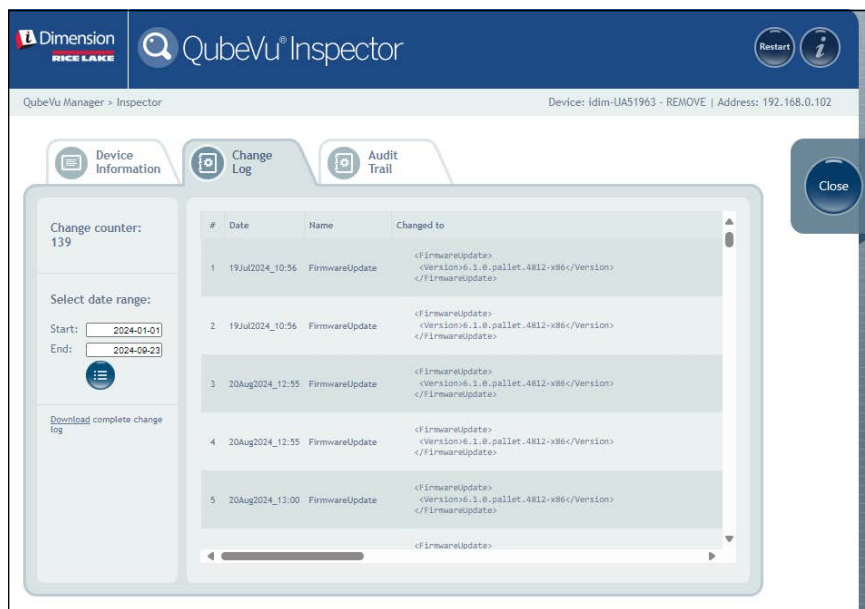 Dimension
RICE LAKE
QubeVu® Inspector
Restart
i
QubeVu Manager > Inspector
Device: idim-UA51963 - REMOVE | Address: 192.168.0.102
Device
Information
Change
Log
Audit
Trail
Close
Change counter:
139
Select date range:
Start: 2024-01-01
End: 2024-09-23
Download complete change
log
# Date Name Changed to
<FirmwareUpdate>
1 19Jul2024_10:56 FirmwareUpdate <Version>6.1.0.pallet.4812-x86</Version>
</FirmwareUpdate>
<FirmwareUpdate>
2 19Jul2024_10:56 FirmwareUpdate <Version>6.1.0.pallet.4812-x86</Version>
</FirmwareUpdate>
<FirmwareUpdate>
3 20Aug2024_12:55 FirmwareUpdate <Version>6.1.0.pallet.4812-x86</Version>
</FirmwareUpdate>
<FirmwareUpdate>
4 20Aug2024_12:55 FirmwareUpdate <Version>6.1.0.pallet.4812-x86</Version>
</FirmwareUpdate>
<FirmwareUpdate>
5 20Aug2024_13:00 FirmwareUpdate <Version>6.1.0.pallet.4812-x86</Version>
</FirmwareUpdate>
<FirmwareUpdate>